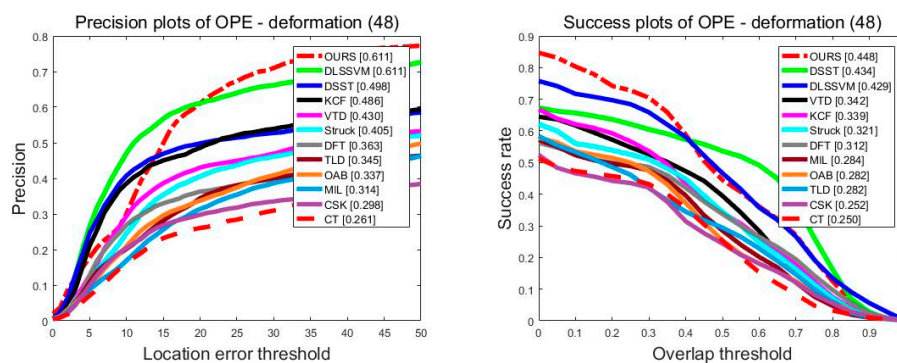 Precision plots of OPE - deformation (48)
0.8
0.7
0.6
0.5
0.4
0.3
0.2
0.1
0
Precision
OURS [0.611]
DLSSVM [0.611]
DSST [0.498]
KCF [0.486]
VTD [0.430]
Struck [0.405]
DFT [0.363]
TLD [0.345]
OAB [0.337]
MIL [0.314]
CSK [0.298]
CT [0.261]
0 5 10 15 20 25 30 35 40 45 50
Location error threshold
Success plots of OPE - deformation (48)
0.9
0.8
0.7
0.6
0.5
0.4
0.3
0.2
0.1
0
Success rate
OURS [0.448]
DSST [0.434]
DLSSVM [0.429]
VTD [0.342]
KCF [0.339]
Struck [0.321]
DFT [0.312]
MIL [0.284]
OAB [0.282]
TLD [0.282]
CSK [0.252]
CT [0.250]
0 0.1 0.2 0.3 0.4 0.5 0.6 0.7 0.8 0.9
Overlap threshold